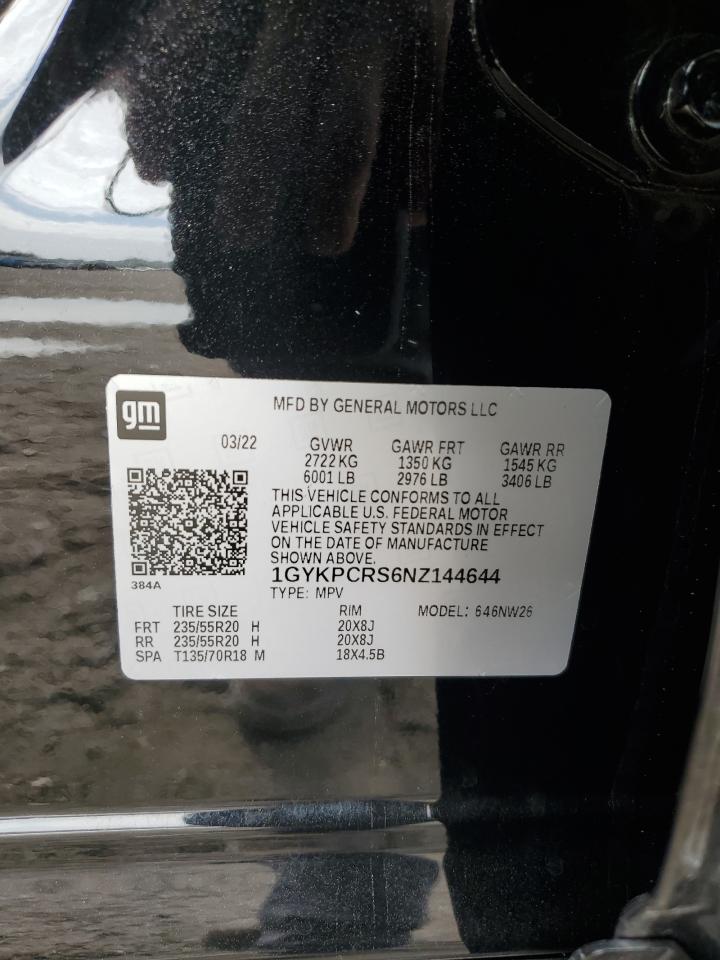 gm
MFD BY GENERAL MOTORS LLC
03/22 GVWR GAWR FRT GAWR RR
2722 KG 1350 KG 1545 KG
6001 LB 2976 LB 3406 LB
THIS VEHICLE CONFORMS TO ALL
APPLICABLE U.S. FEDERAL MOTOR
VEHICLE SAFETY STANDARDS IN EFFECT
ON THE DATE OF MANUFACTURE
SHOWN ABOVE.
1GYKPCRS6NZ144644
384A
TYPE: MPV
TIRE SIZE RIM MODEL: 646NW26
FRT 235/55R20 H 20X8J
RR 235/55R20 H 20X8J
SPA T135/70R18 M 18X4.5B